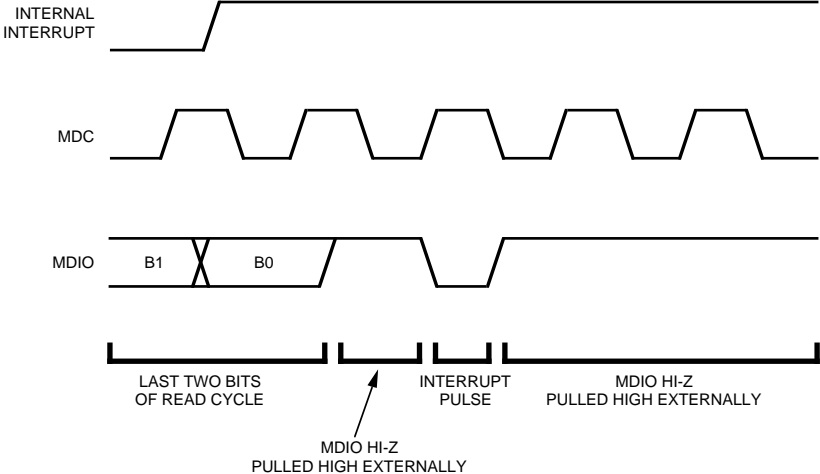 INTERNAL
INTERRUPT
MDC
MDIO
B1
B0
LAST TWO BITS
OF READ CYCLE
INTERRUPT
PULSE
MDIO HI-Z
PULLED HIGH EXTERNALLY
MDIO HI-Z
PULLED HIGH EXTERNALLY